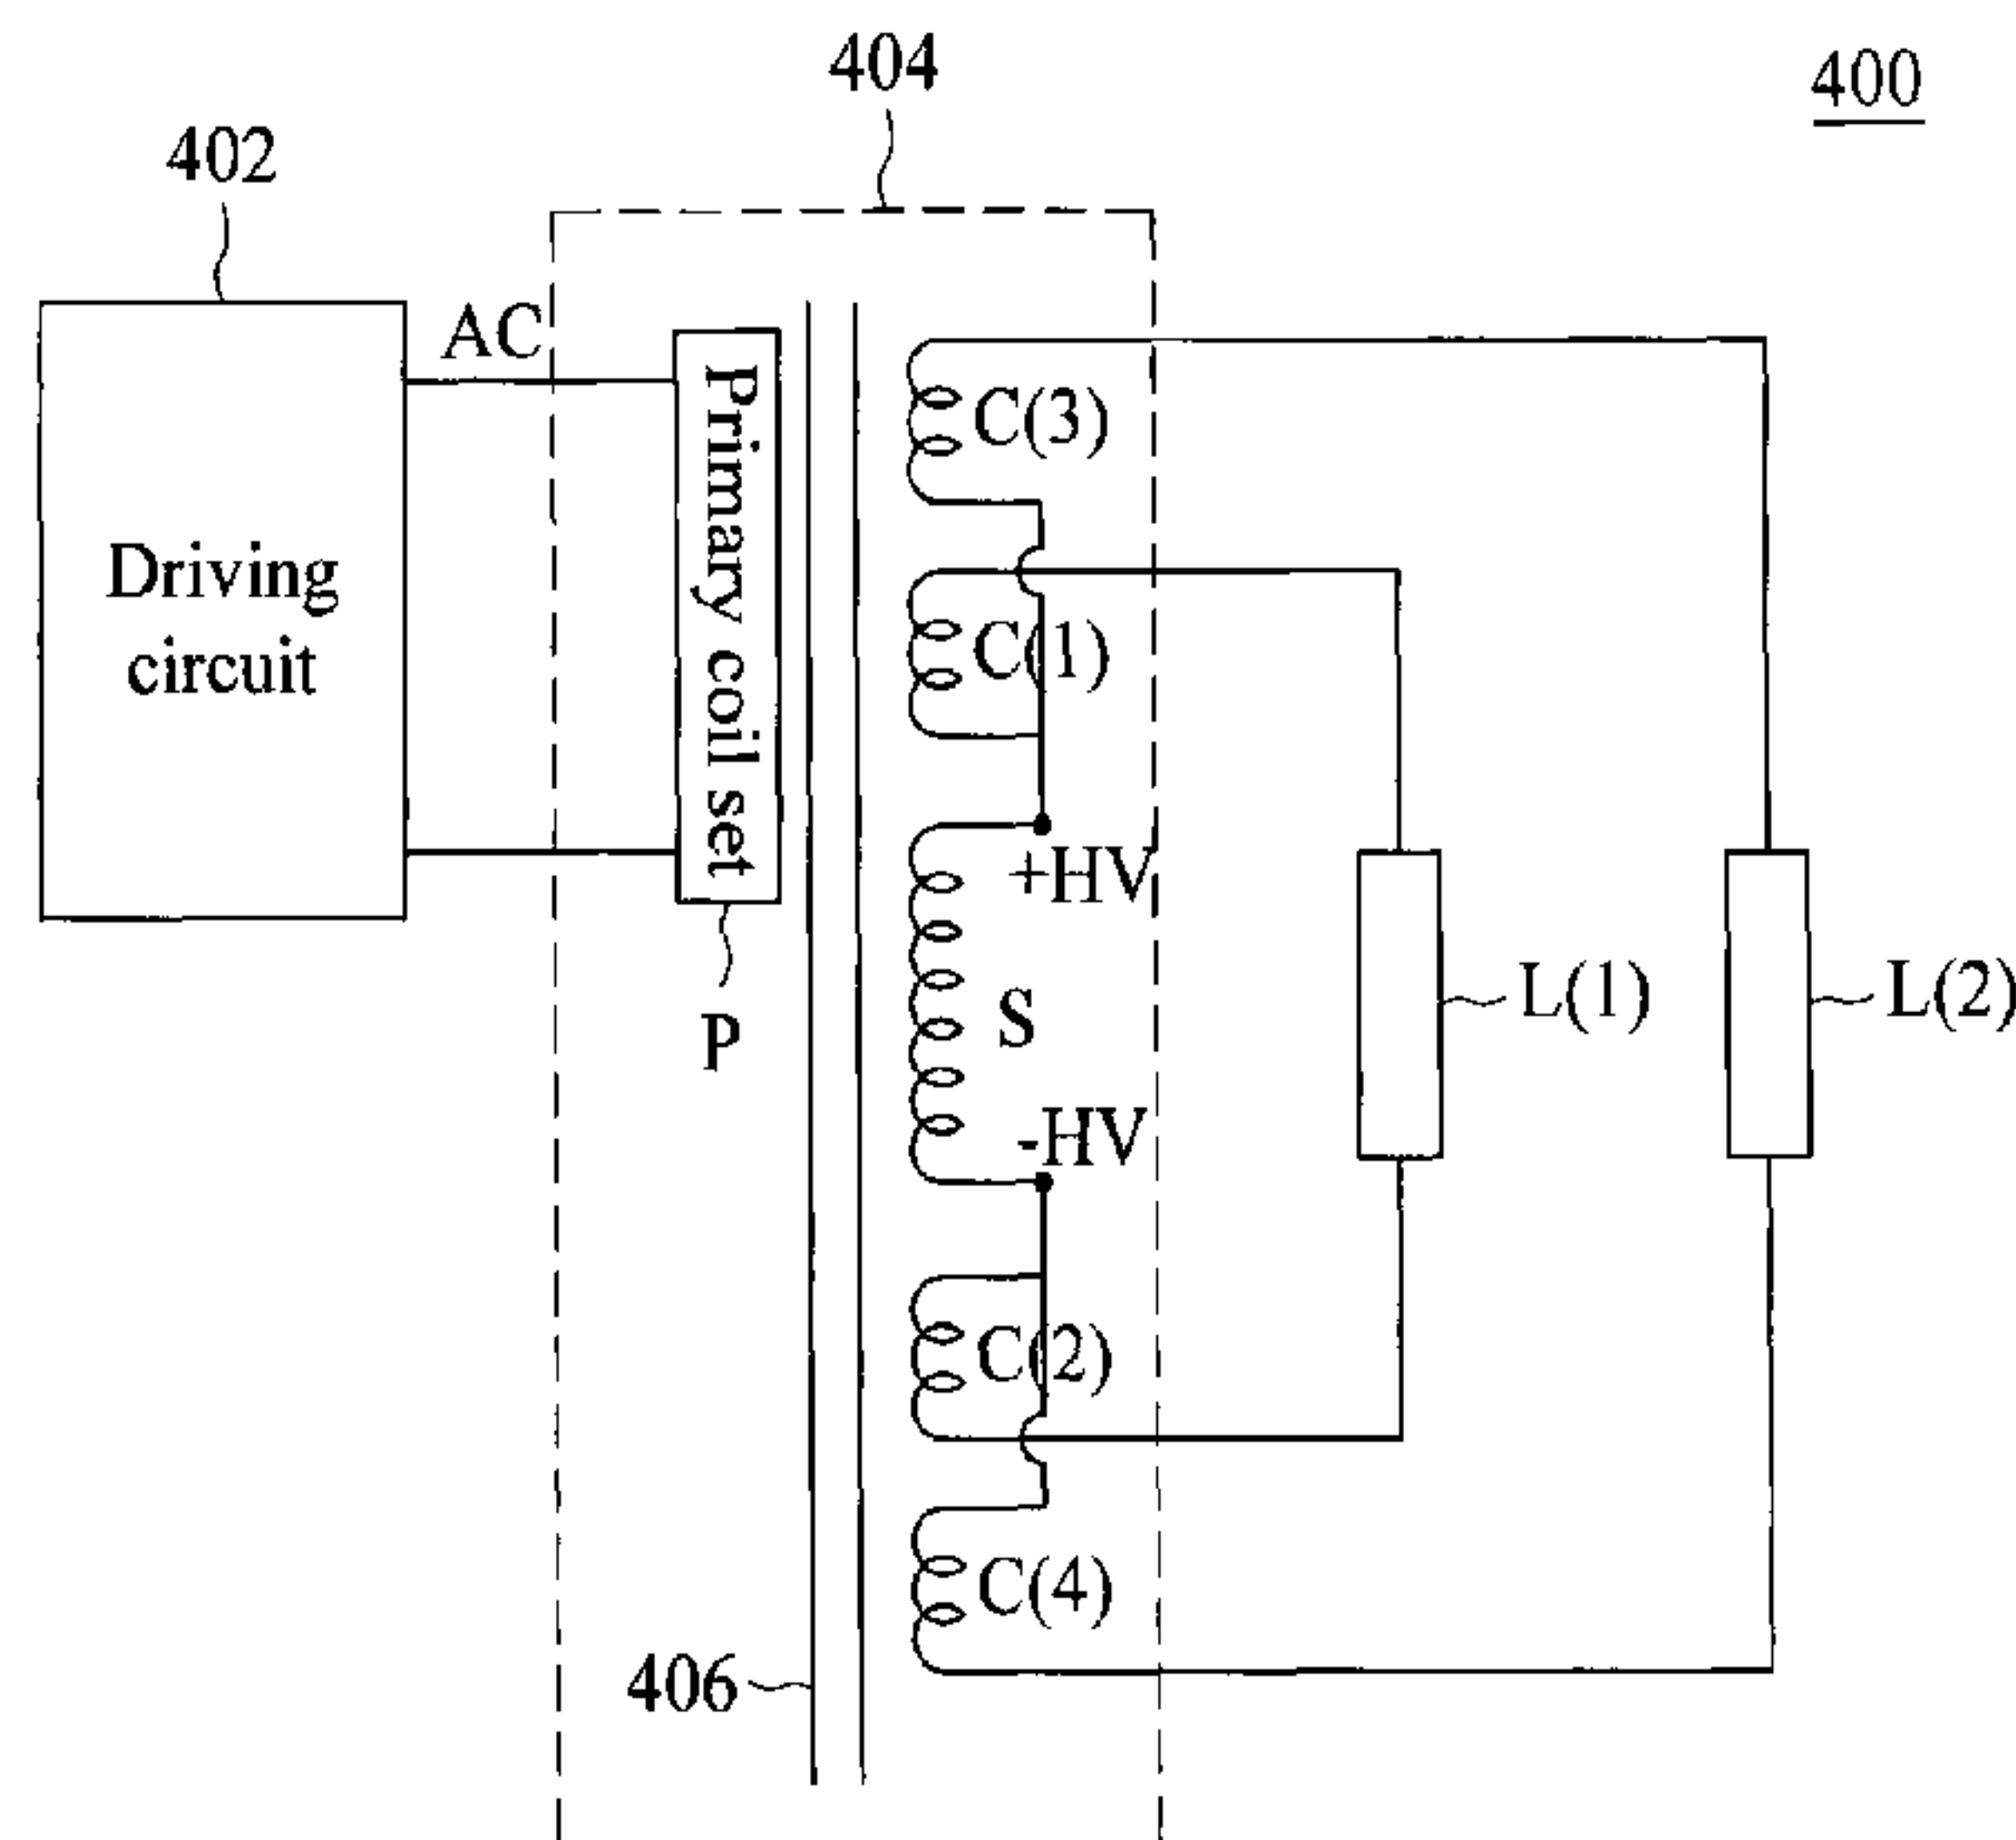 404
400
402
AC
C(3)
Primary coil set
Driving
circuit
C(1)
+HV
S
L(1)
L(2)
P
-HV
C(2)
C(4)
406